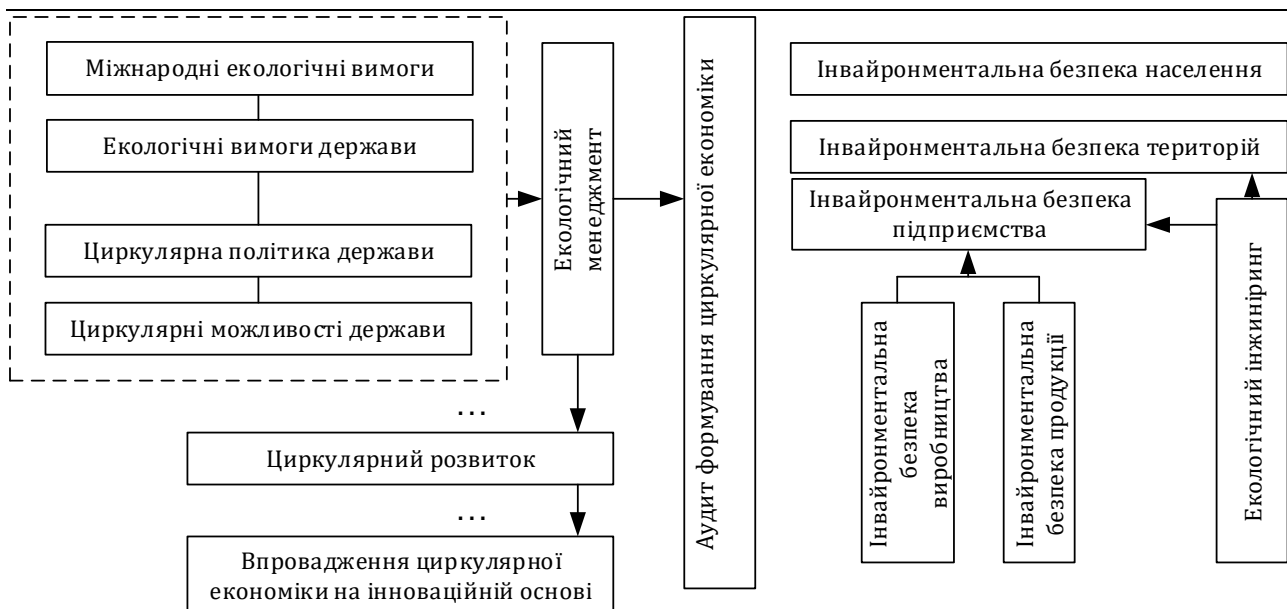 Міжнародні екологічні вимоги
Екологічні вимоги держави
Циркулярна політика держави
Циркулярні можливості держави
Екологічний
менеджмент
...
Циркулярний розвиток
...
Впровадження циркулярної
економіки на інноваційній основі
Аудит формування циркулярної економіки
Інвайронментальна безпека населення
Інвайронментальна безпека територій
Інвайронментальна безпека
підприємства
Інвайронментальна
безпека
виробництва
Інвайронментальна
безпека продукції
Екологічний інжиніринг